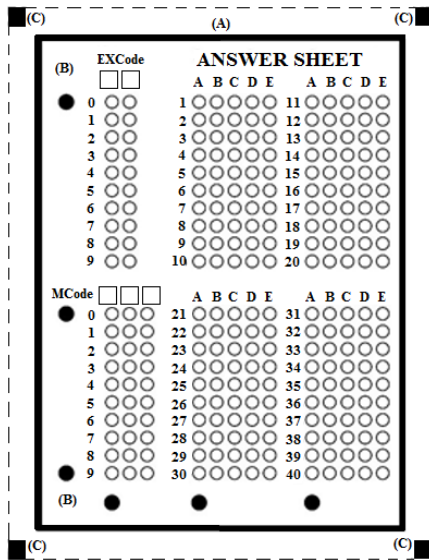 (C) (A) (C)
(B) EXCode ANSWER SHEET
A B C D E A B C D E
0 1 11
1 2 12
2 3 13
3 4 14
4 5 15
5 6 16
6 7 17
7 8 18
8 9 19
9 10 20
MCode A B C D E A B C D E
0 21 31
1 22 32
2 23 33
3 24 34
4 25 35
5 26 36
6 27 37
7 28 38
8 29 39
9 30 40
(B)
(C) (C)